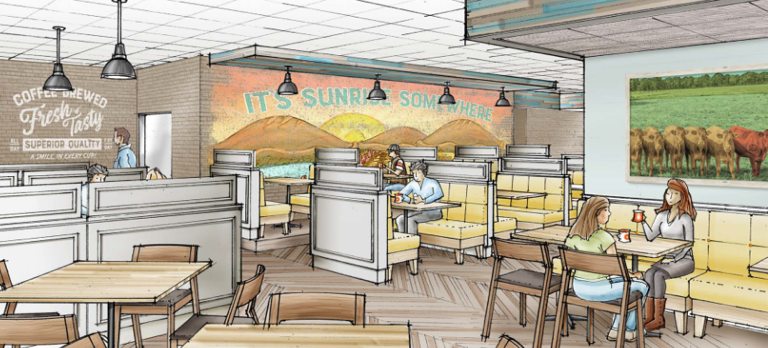 COFFEE BREWED
Fresh
Tasty
SUPERIOR QUALITY
A SMILE IN EVERY CUP
IT'S SUNRISE SOMEWHERE